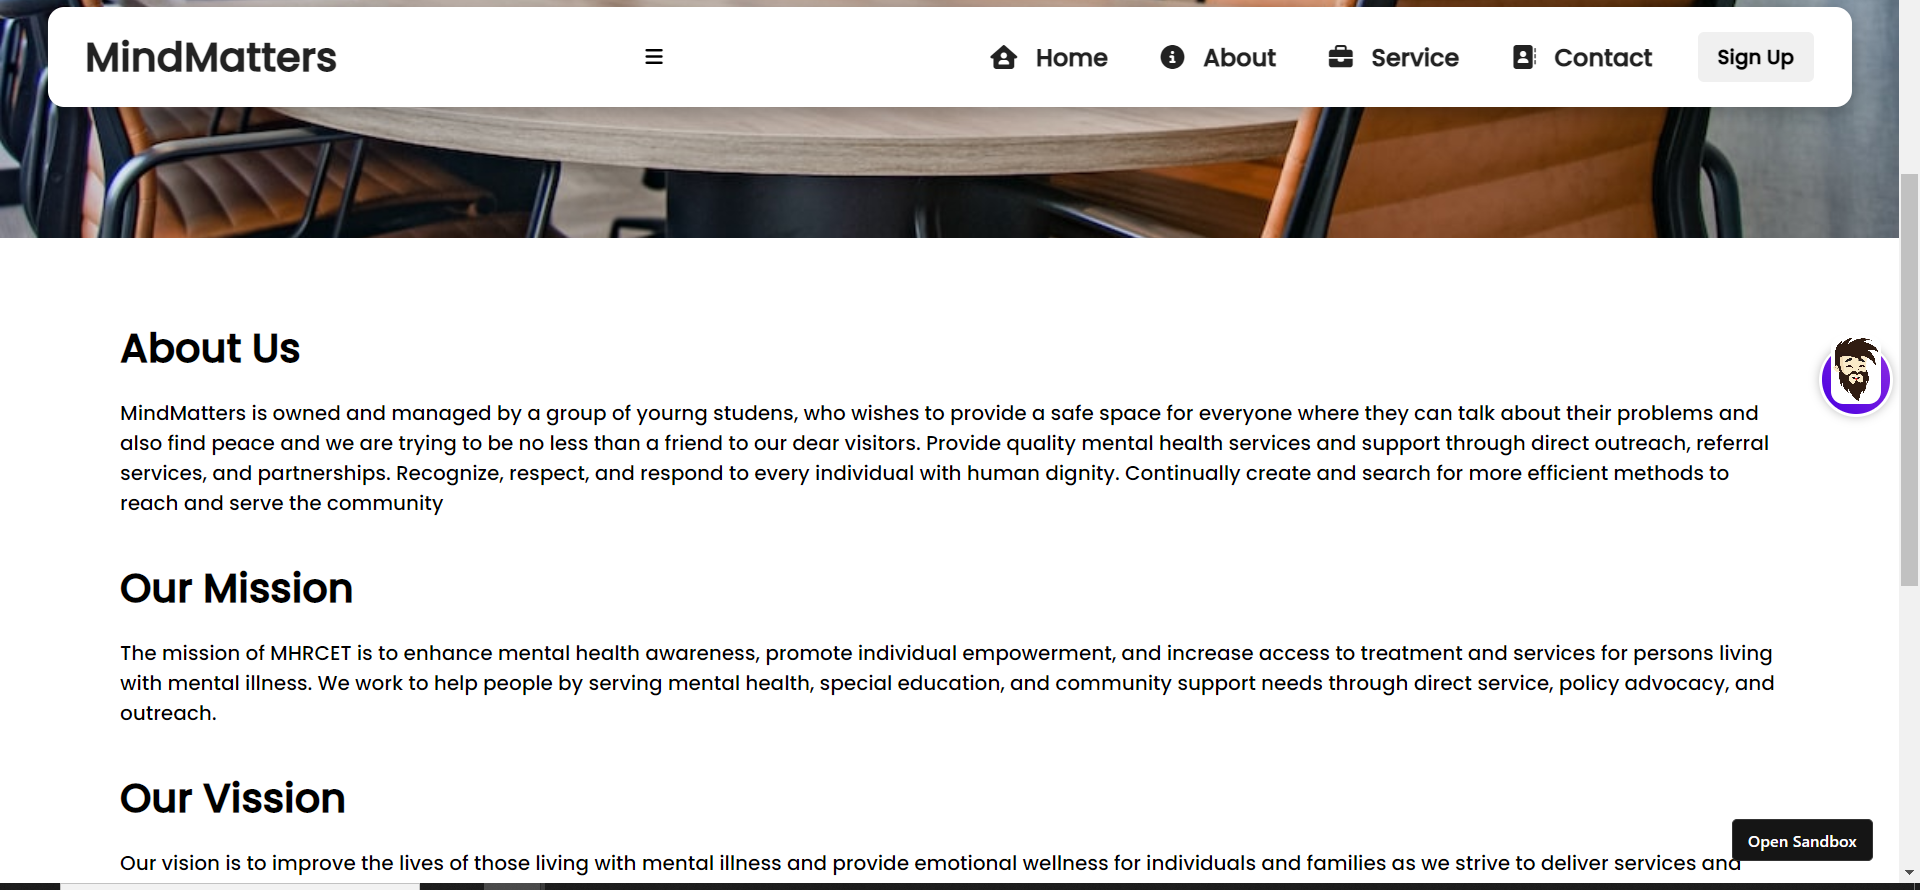 MindMatters
Home
About
Service
Contact
Sign Up
About Us
MindMatters is owned and managed by a group of yourng studens, who wishes to provide a safe space for everyone where they can talk about their problems and
also find peace and we are trying to be no less than a friend to our dear visitors. Provide quality mental health services and support through direct outreach, referral
services, and partnerships. Recognize, respect, and respond to every individual with human dignity. Continually create and search for more efficient methods to
reach and serve the community
Our Mission
The mission of MHRCET is to enhance mental health awareness, promote individual empowerment, and increase access to treatment and services for persons living
with mental illness. We work to help people by serving mental health, special education, and community support needs through direct service, policy advocacy, and
outreach.
Our Vission
Our vision is to improve the lives of those living with mental illness and provide emotional wellness for individuals and families as we strive to deliver services and
Open Sandbox